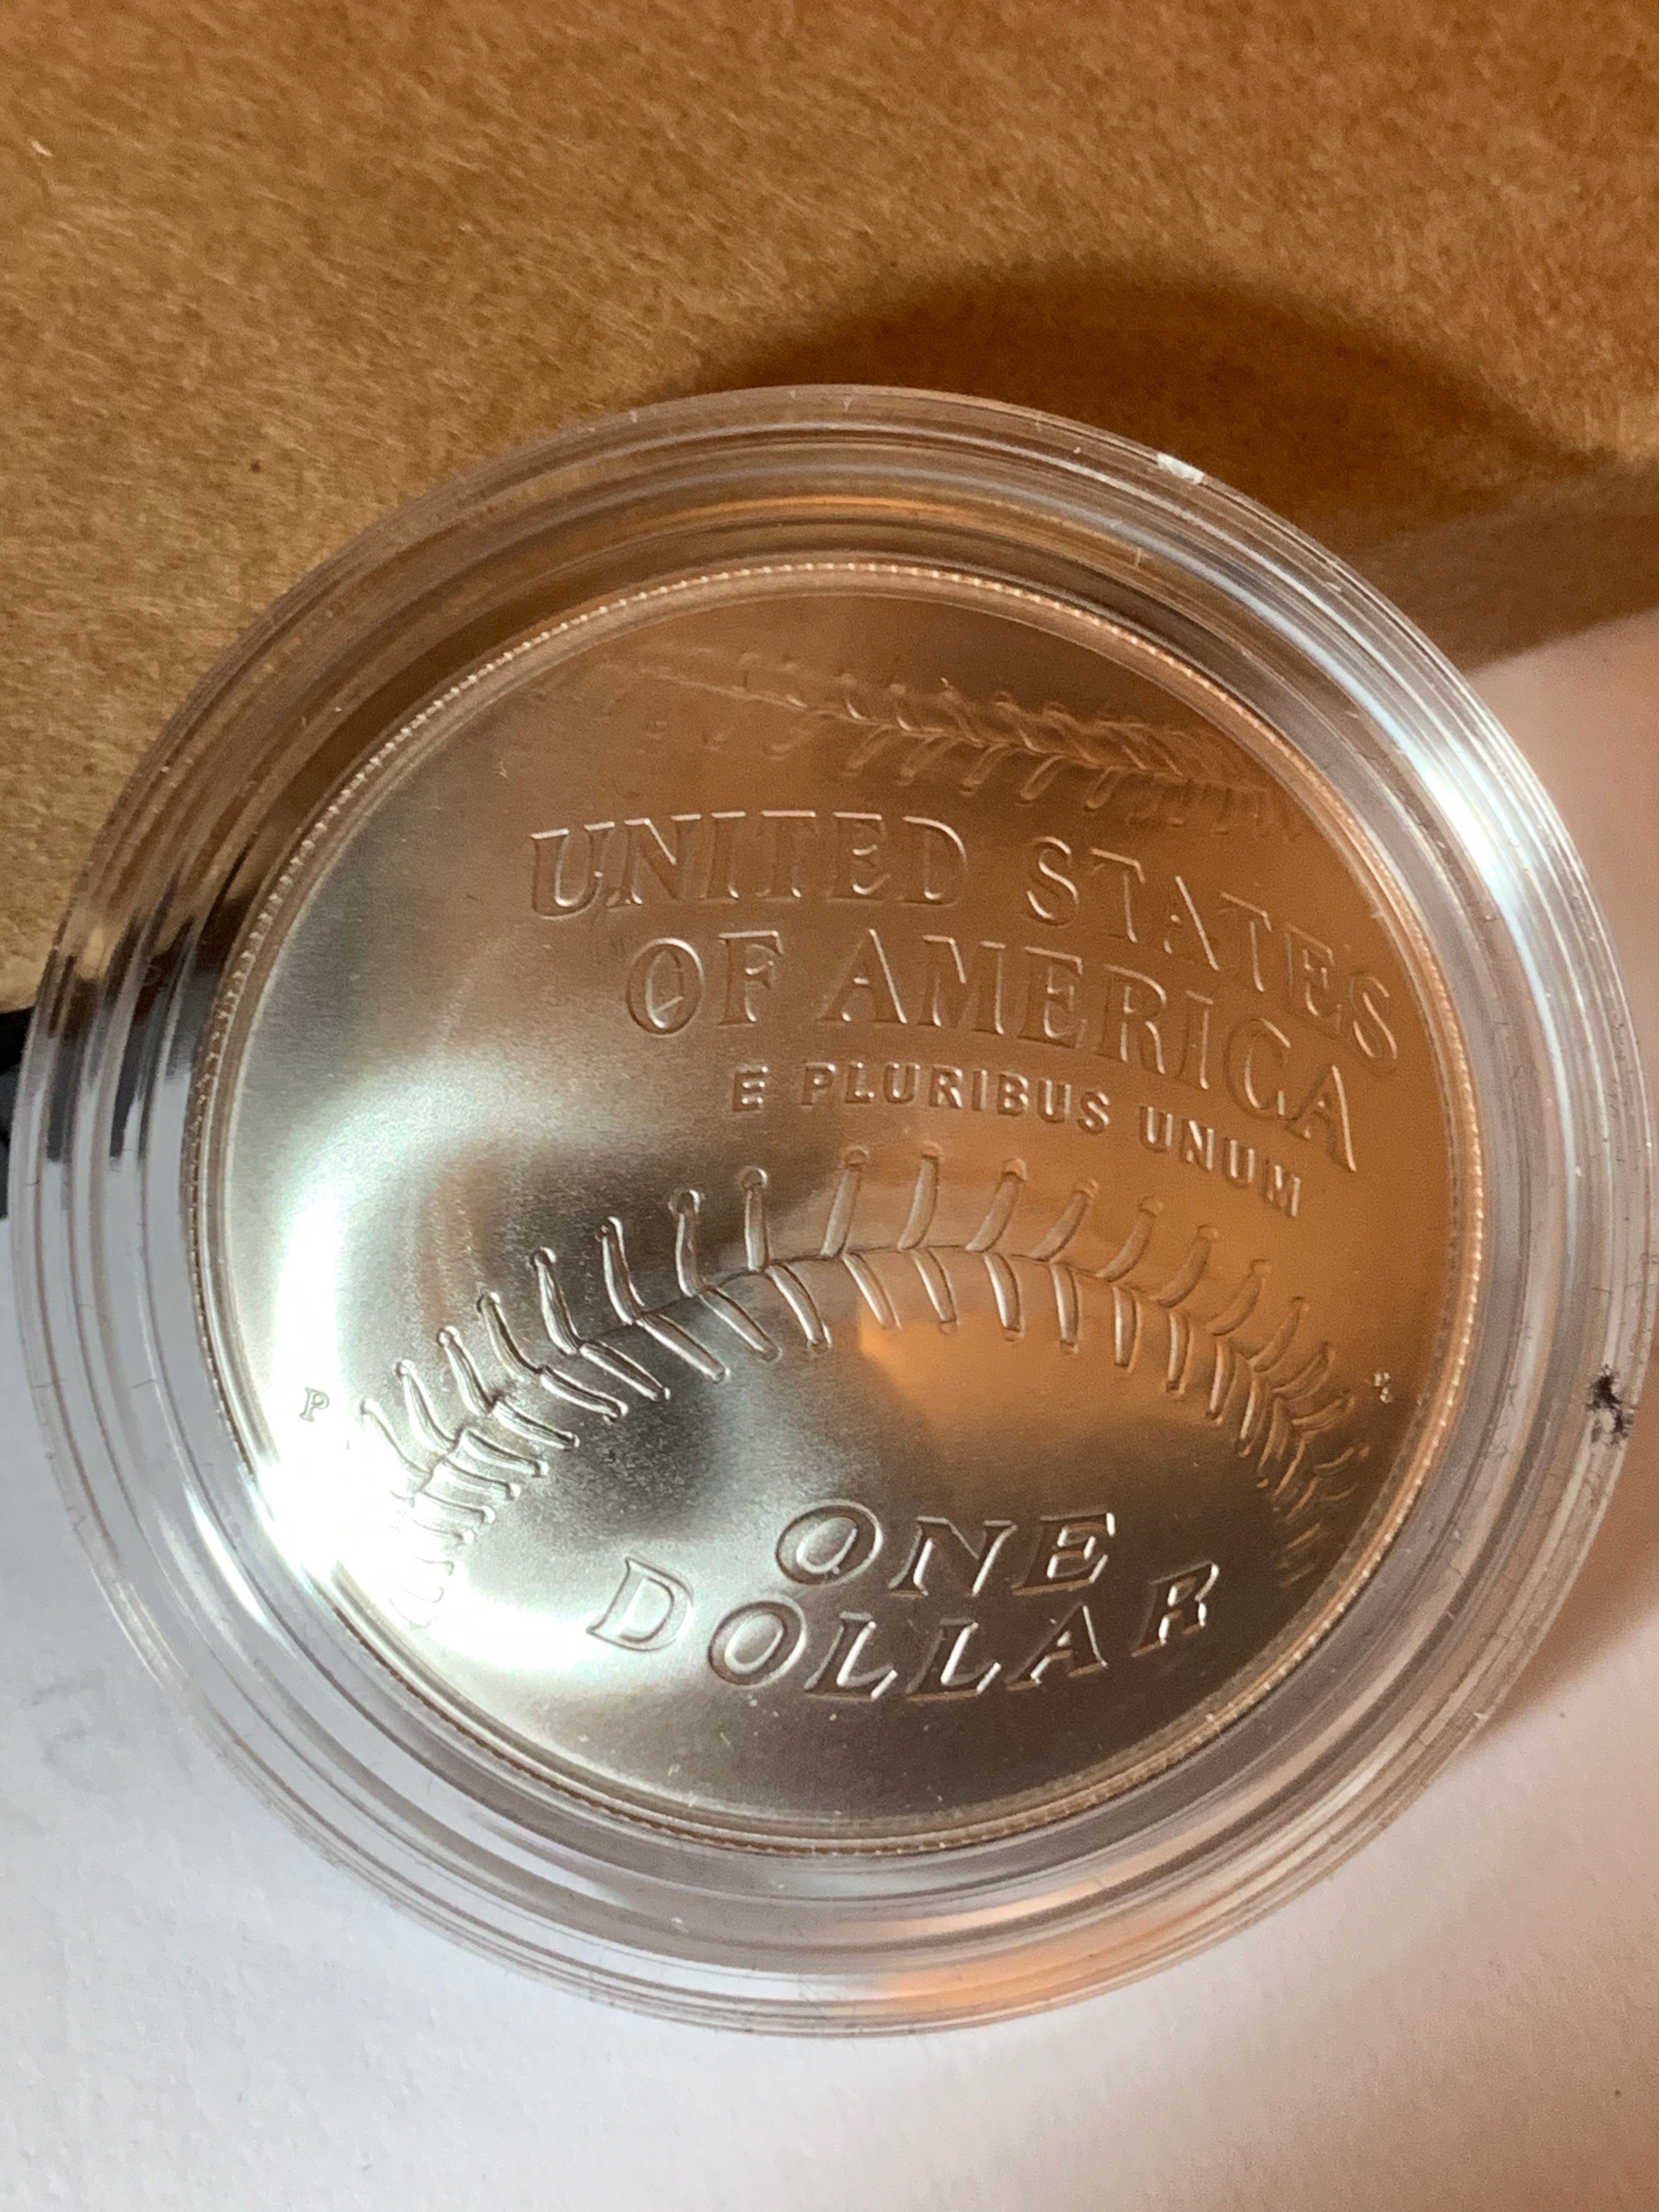 UNITED STATES
OF AMERICA
E PLURIBUS UNUM
P
ONE
DOLLAR